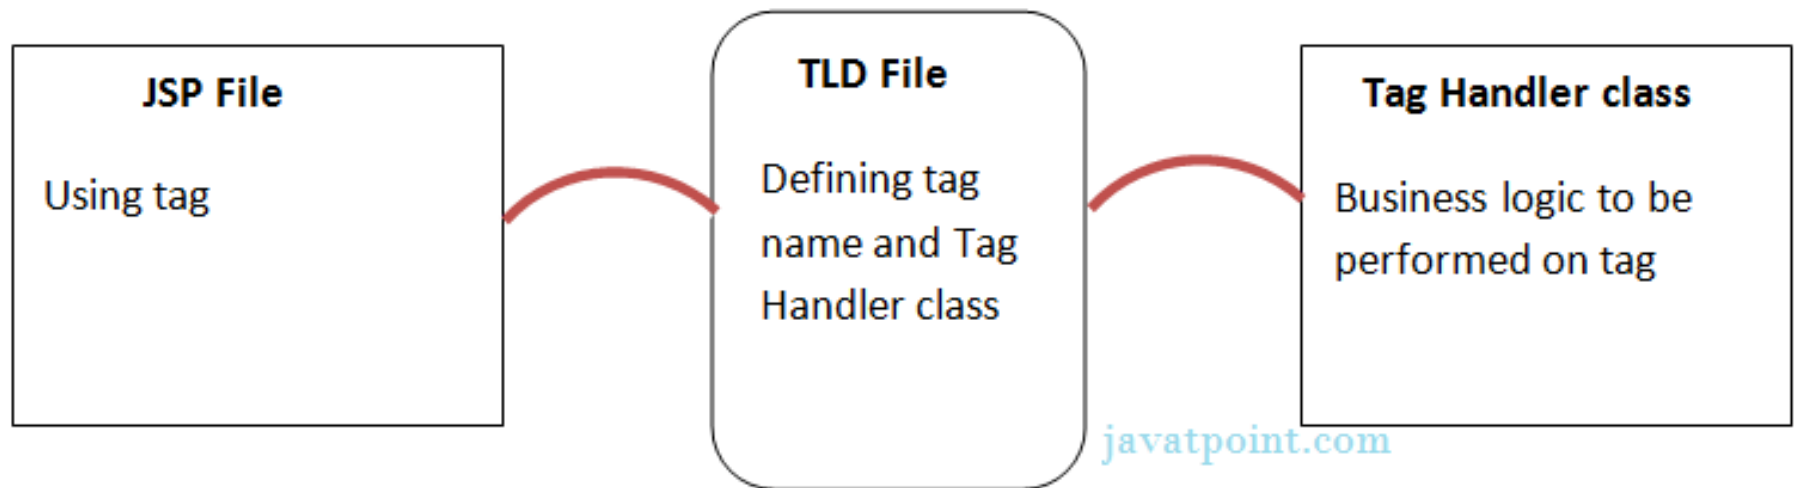 JSP File
Using tag
TLD File
Defining tag
name and Tag
Handler class
Tag Handler class
Business logic to be
performed on tag
javatpoint.com